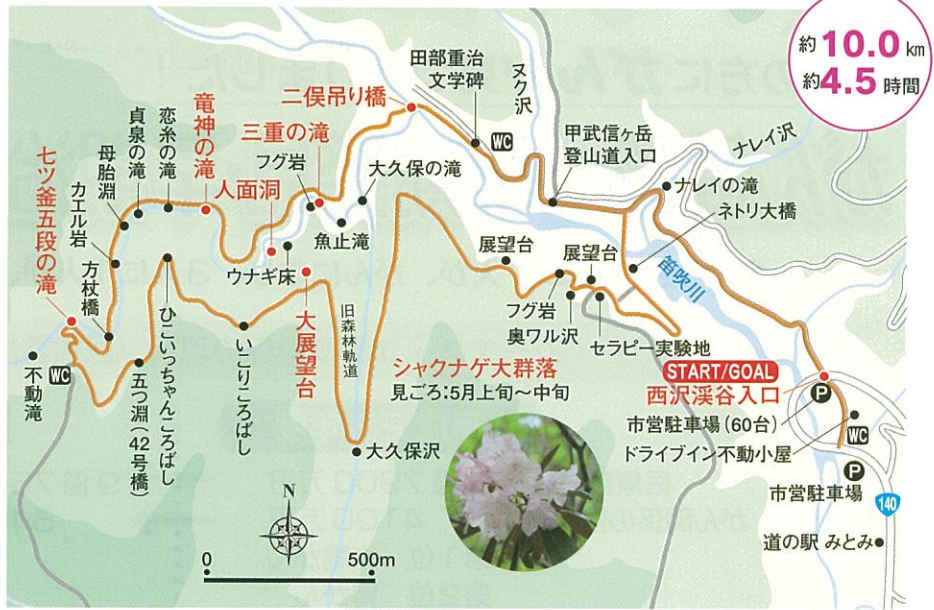 約10.0km
約4.5時間
田部重治
文学碑
ヌク沢
二俣吊り橋
WC
甲武信ヶ岳
登山道入口
ナレイ沢
竜神の滝
恋糸の滝
貞泉の滝
母胎淵
カエル岩
方杖橋
七ツ釜五段の滝
三重の滝
フグ岩
人面洞
大久保の滝
魚止滝
ウナギ床
ナレイの滝
ネトリ大橋
笛吹川
展望台
展望台
フグ岩
奥ワル沢
セラピー実験地
大展望台
旧森林軌道
シャクナゲ大群落
見ごろ:5月上旬~中旬
START/GOAL
西沢渓谷入口
P
市営駐車場(60台)
WC
ドライブイン不動小屋
P
市営駐車場
140
道の駅 みとみ
不動滝
WC
五つ淵(42号橋)
ひこいっちゃんころばし
いこりころばし
大久保沢
N
0 500m